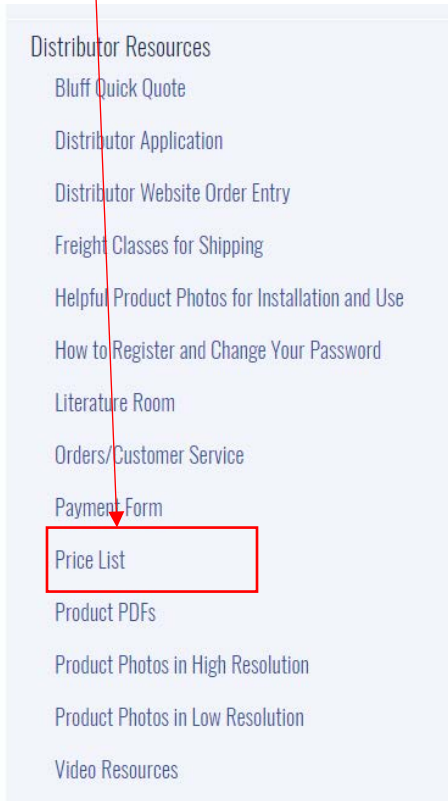 Distributor Resources
Bluff Quick Quote
Distributor Application
Distributor Website Order Entry
Freight Classes for Shipping
Helpful Product Photos for Installation and Use
How to Register and Change Your Password
Literature Room
Orders/Customer Service
Payment Form
Price List
Product PDFs
Product Photos in High Resolution
Product Photos in Low Resolution
Video Resources